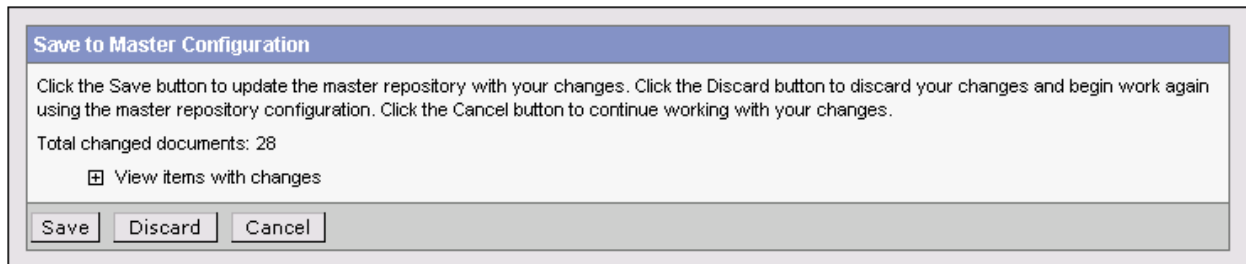 Save to Master Configuration
Click the Save button to update the master repository with your changes. Click the Discard button to discard your changes and begin work again
using the master repository configuration. Click the Cancel button to continue working with your changes.
Total changed documents: 28
View items with changes
Save Discard Cancel